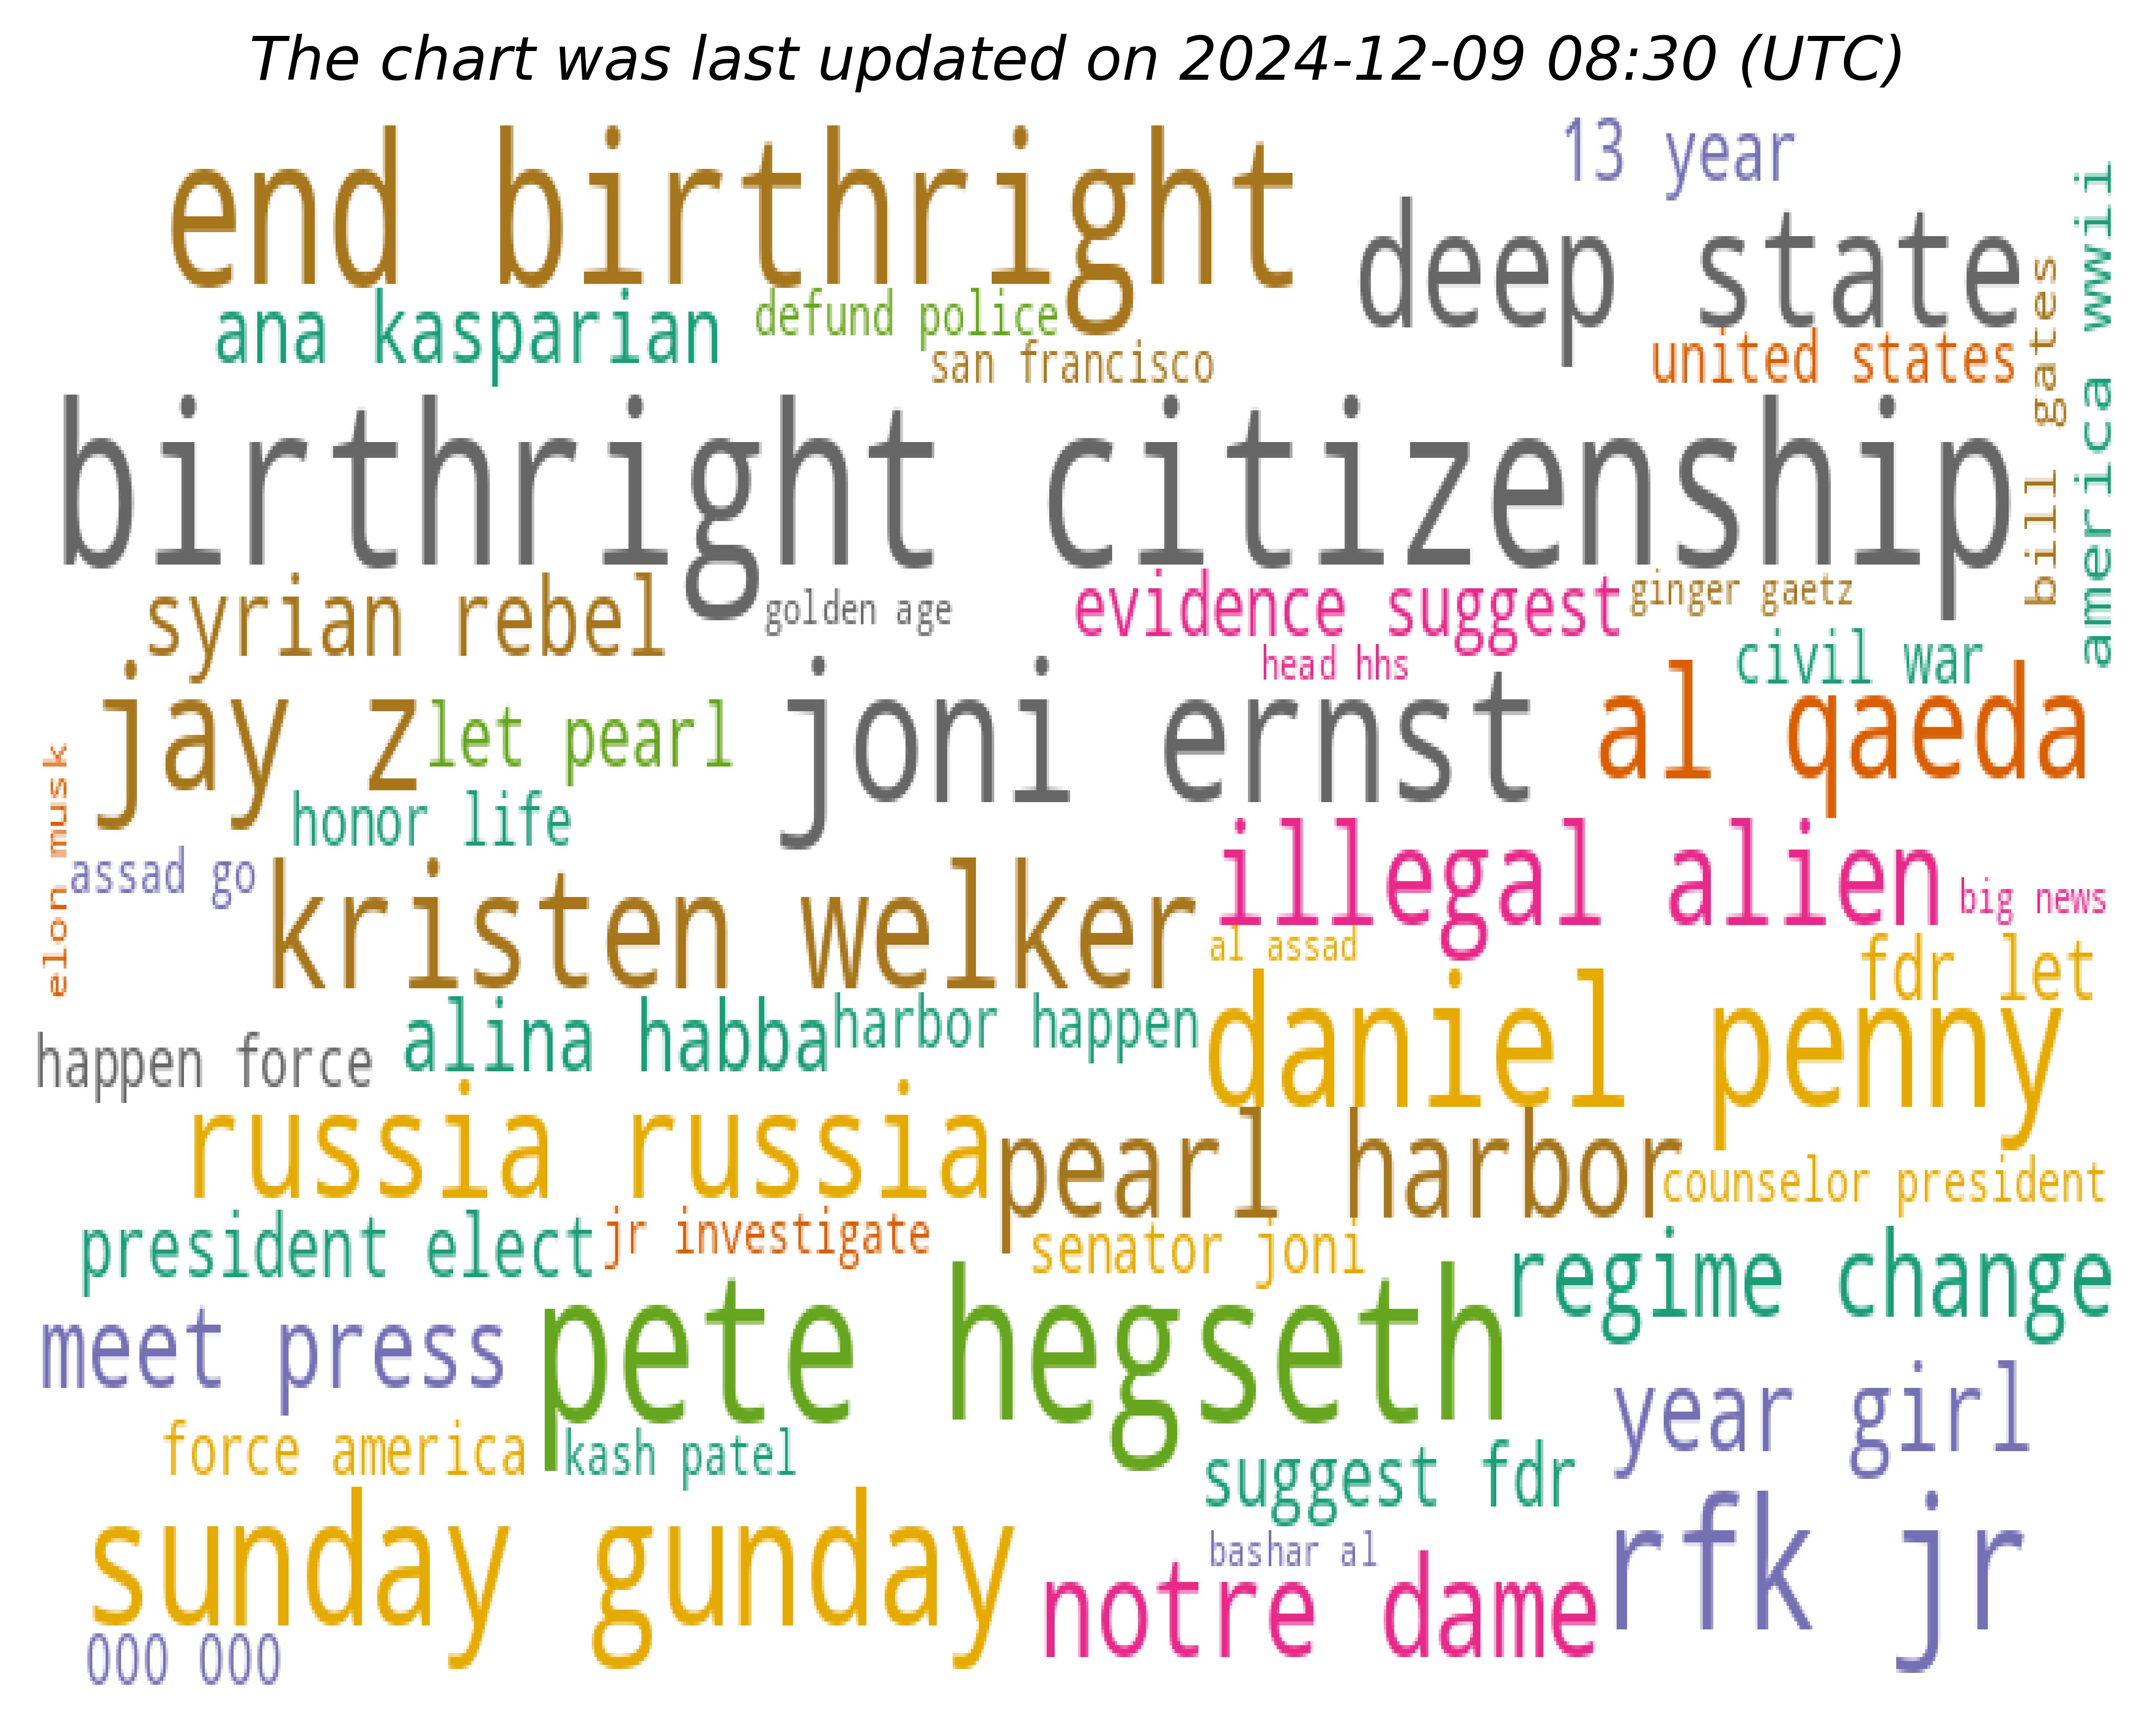 The chart was last updated on 2024-12-09 08:30 (UTC)
end birthright
13 year
deep state
america wwii
bill gates
ana kasparian
defund police
san francisco
united states
birthright citizenship
syrian rebel
golden age
evidence suggest
ginger gaetz
head hhs
civil war
jay z
let pearl
joni ernst
al qaeda
elon musk
honor life
assad go
kristen welker
illegal alien
big news
al assad
fdr let
happen force
alina habba
harbor happen
daniel penny
russia russia
pearl harbor
counselor president
president elect
jr investigate
senator joni
regime change
meet press
pete hegseth
year girl
force america
kash patel
suggest fdr
sunday gunday
bashar al
notre dame
rfk jr
000 000